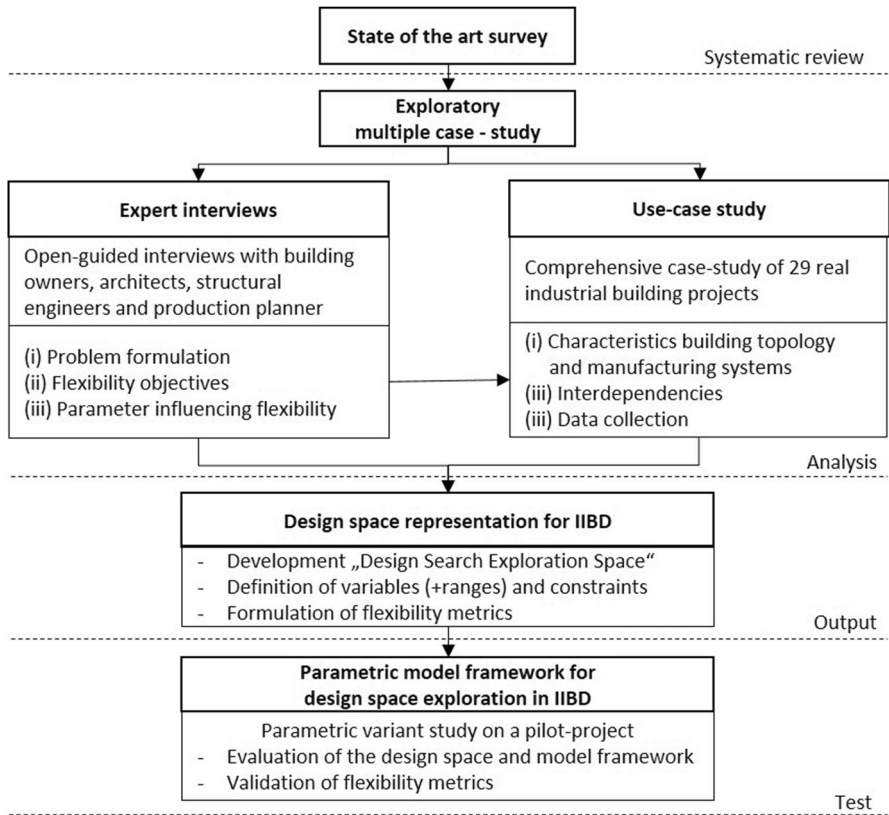 State of the art survey
Systematic review
Exploratory
multiple case - study
Expert interviews
Open-guided interviews with building
owners, architects, structural
engineers and production planner
(i) Problem formulation
(ii) Flexibility objectives
(iii) Parameter influencing flexibility
Use-case study
Comprehensive case-study of 29 real
industrial building projects
(i) Characteristics building topology
and manufacturing systems
(iii) Interdependencies
(iii) Data collection
Analysis
Design space representation for IIBD
- Development „Design Search Exploration Space“
- Definition of variables (+ranges) and constraints
- Formulation of flexibility metrics
Output
Parametric model framework for
design space exploration in IIBD
Parametric variant study on a pilot-project
- Evaluation of the design space and model framework
- Validation of flexibility metrics
Test